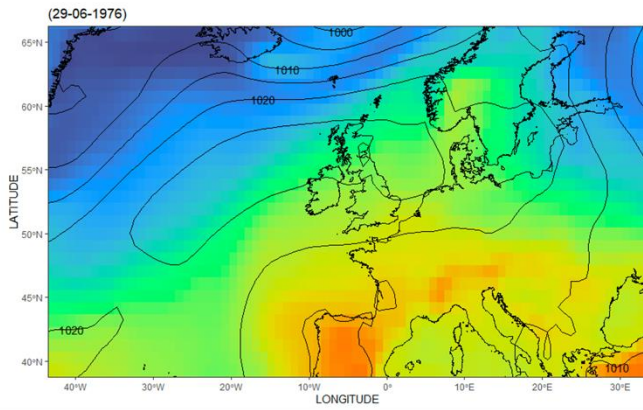 (29-06-1976)
65°N
60°N
55°N
50°N
45°N
40°N
LATITUDE
1000
1010
1020
1020
1010
40°W
30°W
20°W
10°W
0°
10°E
20°E
30°E
LONGITUDE